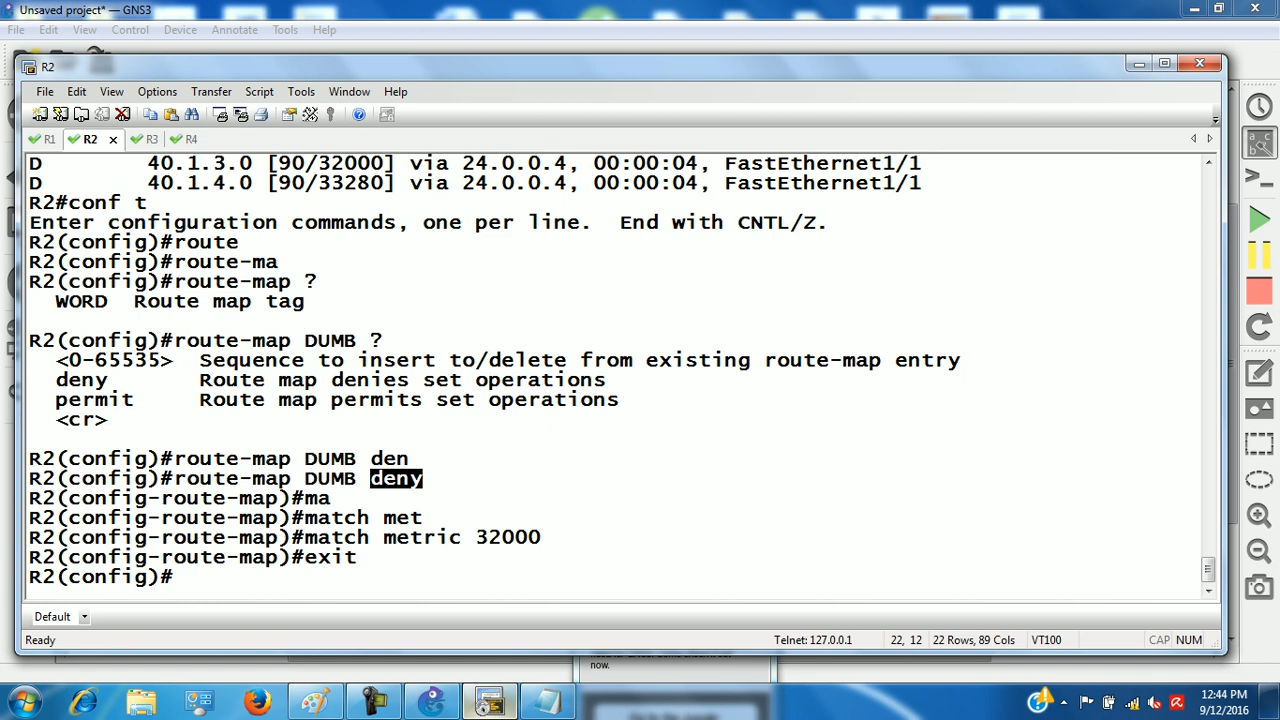 Unsaved project* — GNS3
File Edit View Control Device Annotate Tools Help
R2
File Edit View Options Transfer Script Tools Window Help
R1 R2 R3 R4
D 40.1.3.0 [90/32000] via 24.0.0.4, 00:00:04, FastEthernet1/1
D 40.1.4.0 [90/33280] via 24.0.0.4, 00:00:04, FastEthernet1/1
R2#conf t
Enter configuration commands, one per line. End with CNTL/Z.
R2(config)#route
R2(config)#route-ma
R2(config)#route-map ?
WORD Route map tag
R2(config)#route-map DUMB ?
<0-65535> Sequence to insert to/delete from existing route-map entry
deny Route map denies set operations
permit Route map permits set operations
<cr>
R2(config)#route-map DUMB den
R2(config)#route-map DUMB deny
R2(config-route-map)#ma
R2(config-route-map)#match met
R2(config-route-map)#match metric 32000
R2(config-route-map)#exit
R2(config)#
Default
Ready Telnet: 127.0.0.1 22, 12 22 Rows, 89 Cols VT100 CAP NUM
now.
12:44 PM
9/12/2016